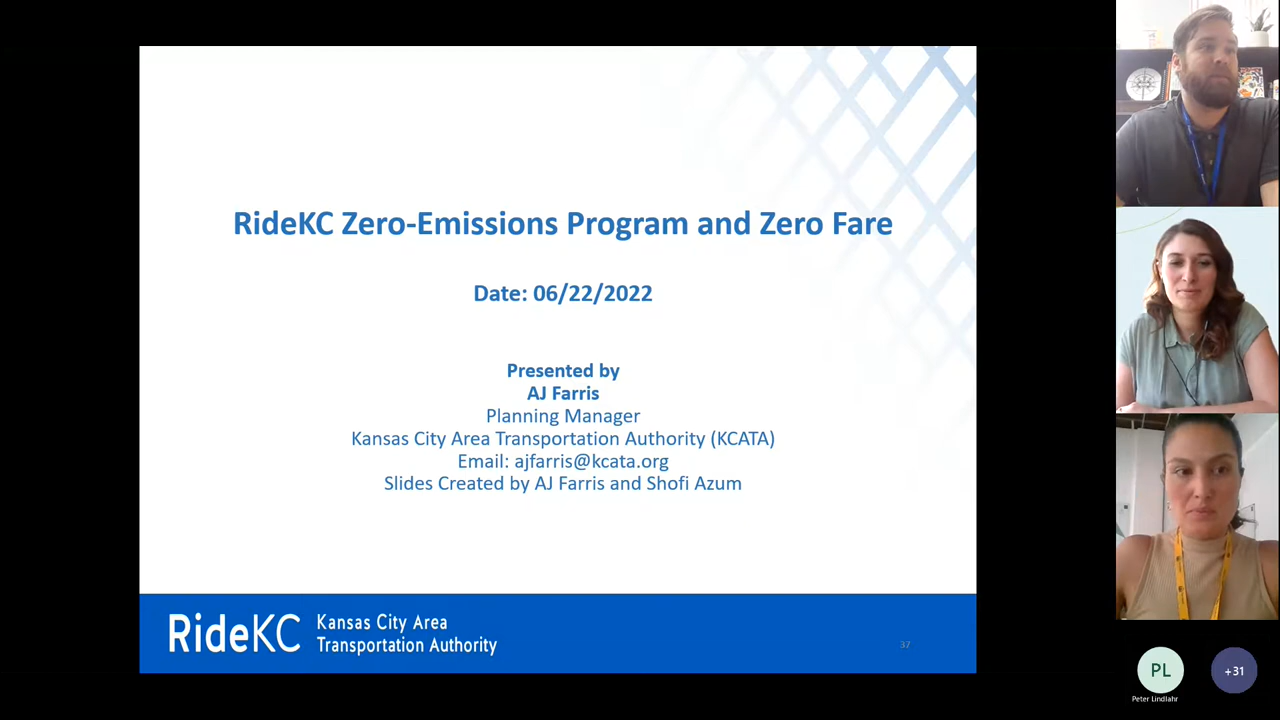 RideKC Zero-Emissions Program and Zero Fare
Date: 06/22/2022
Presented by
AJ Farris
Planning Manager
Kansas City Area Transportation Authority (KCATA)
Email: ajfarris@kcata.org
Slides Created by AJ Farris and Shofi Azum
RideKC
Kansas City Area
Transportation Authority
37
PL
+31
Peter Lindlahr